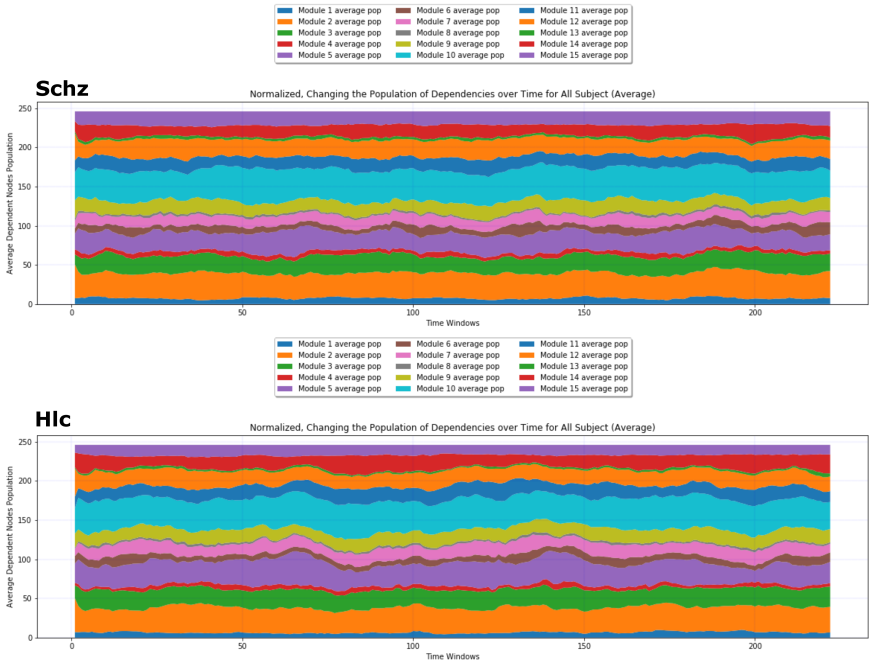 Module 1 average pop Module 6 average pop Module 11 average pop
Module 2 average pop Module 7 average pop Module 12 average pop
Module 3 average pop Module 8 average pop Module 13 average pop
Module 4 average pop Module 9 average pop Module 14 average pop
Module 5 average pop Module 10 average pop Module 15 average pop
Schz
Normalized, Changing the Population of Dependencies over Time for All Subject (Average)
Average Dependent Nodes Population
250
200
150
100
50
0
0 50 100 150 200
Time Windows
Module 1 average pop Module 6 average pop Module 11 average pop
Module 2 average pop Module 7 average pop Module 12 average pop
Module 3 average pop Module 8 average pop Module 13 average pop
Module 4 average pop Module 9 average pop Module 14 average pop
Module 5 average pop Module 10 average pop Module 15 average pop
Hlc
Normalized, Changing the Population of Dependencies over Time for All Subject (Average)
Average Dependent Nodes Population
250
200
150
100
50
0
0 50 100 150 200
Time Windows